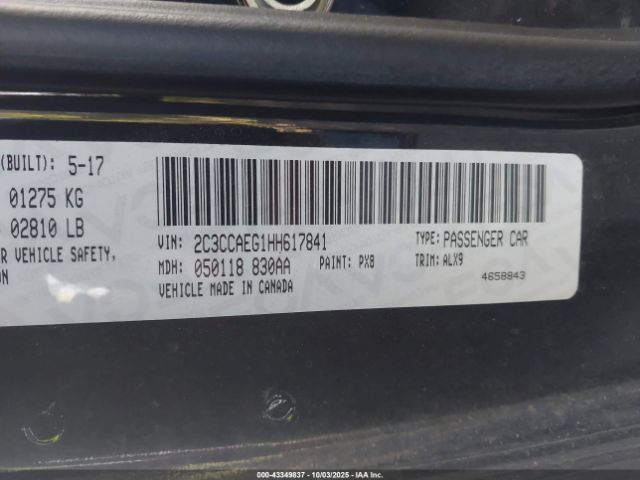 (BUILT): 5-17
01275 KG
02810 LB
R VEHICLE SAFETY,
ON
VIN: 2C3CCAEG1HH617841
TYPE: PASSENGER CAR
MDH: 050118 830AA
PAINT: PX8
TRIM: ALX9
VEHICLE MADE IN CANADA
4658843
000-43349837 - 10/03/2025 - IAA Inc.